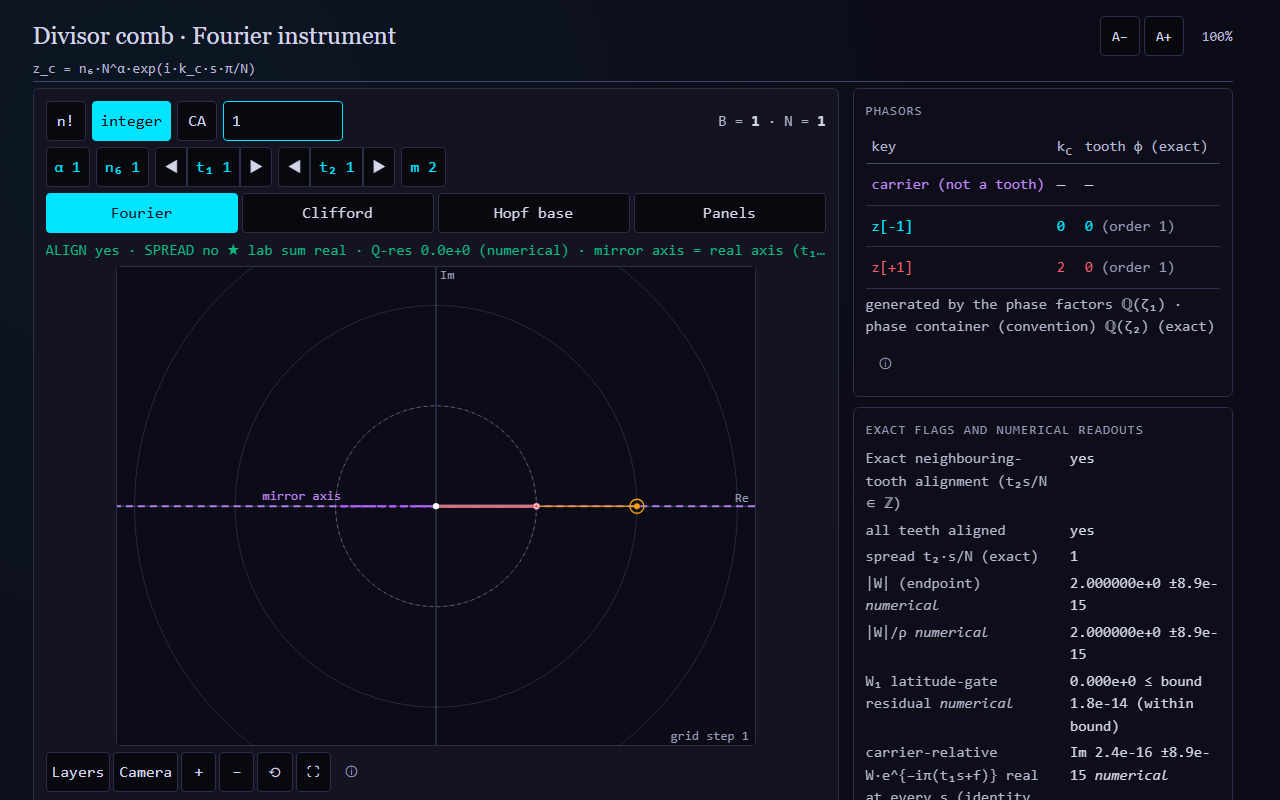 Divisor comb · Fourier instrument
A− A+ 100%
z_c = n₆·N^α·exp(i·k_c·s·π/N)
n! integer CA 1 B = 1 · N = 1
α 1 n₆ 1 ◀ t₁ 1 ▶ ◀ t₂ 1 ▶ m 2
Fourier Clifford Hopf base Panels
ALIGN yes · SPREAD no ★ lab sum real · Q-res 0.0e+0 (numerical) · mirror axis = real axis (t₁…
Im
mirror axis
Re
grid step 1
Layers Camera + − ⟲ ⛶ ⓘ
PHASORS
key k_C tooth ϕ (exact)
carrier (not a tooth) — —
z[-1] 0 0 (order 1)
z[+1] 2 0 (order 1)
generated by the phase factors ℚ(ζ₁) ·
phase container (convention) ℚ(ζ₂) (exact)
ⓘ
EXACT FLAGS AND NUMERICAL READOUTS
Exact neighbouring- yes
tooth alignment (t₂s/N
∈ ℤ)
all teeth aligned yes
spread t₂·s/N (exact) 1
|W| (endpoint) 2.000000e+0 ±8.9e-
numerical 15
|W|/ρ numerical 2.000000e+0 ±8.9e-
15
W₁ latitude-gate 0.000e+0 ≤ bound
residual numerical 1.8e-14 (within
bound)
carrier-relative Im 2.4e-16 ±8.9e-
W·e^{−iπ(t₁s+f)} real 15 numerical
at every s (identity